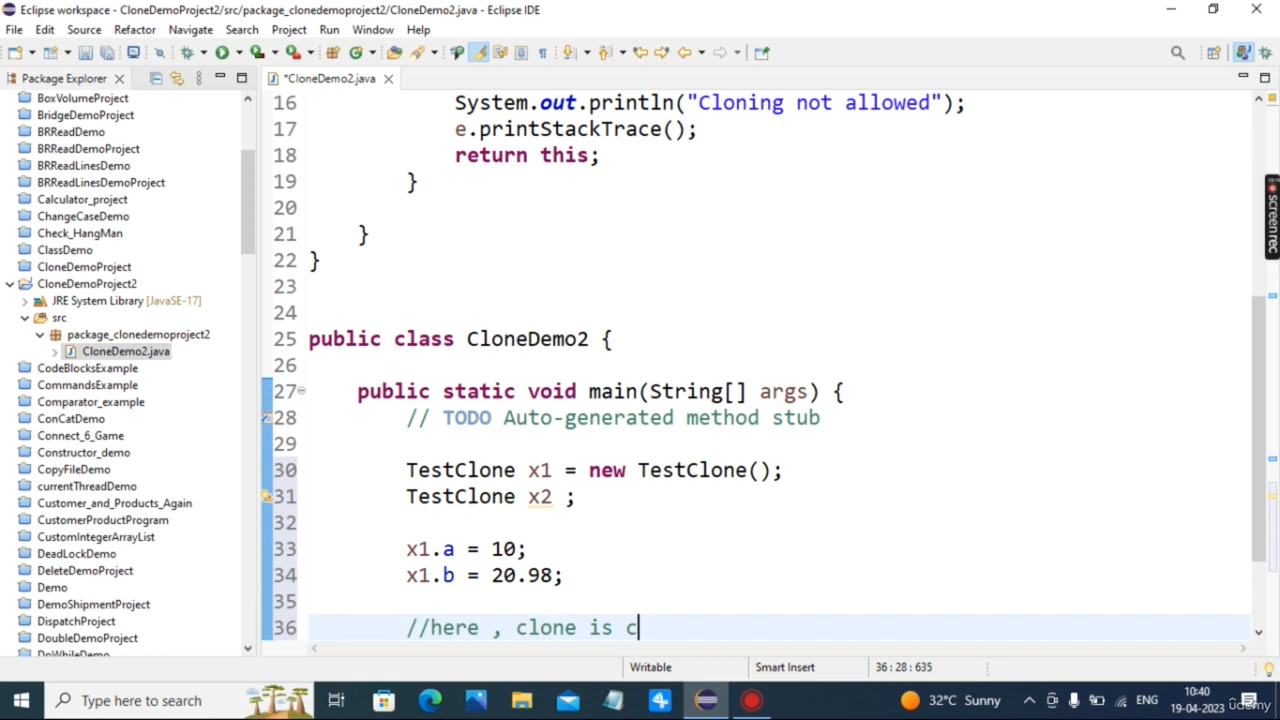 Eclipse workspace - CloneDemoProject2/src/package_clonedemoproject2/CloneDemo2.java - Eclipse IDE
File Edit Source Refactor Navigate Search Project Run Window Help
Package Explorer
*CloneDemo2.java
BoxVolumeProject
BridgeDemoProject
BRReadDemo
BRReadDemoProject
BRReadLinesDemo
BRReadLinesDemoProject
Calculator_project
ChangeCaseDemo
Check_HangMan
ClassDemo
CloneDemoProject
CloneDemoProject2
JRE System Library [JavaSE-17]
src
package_clonedemoproject2
CloneDemo2.java
CodeBlocksExample
CommandsExample
Comparator_example
ConCatDemo
Connect_6_Game
Constructor_demo
CopyFileDemo
currentThreadDemo
Customer_and_Products_Again
CustomerProductProgram
CustomIntegerArrayList
DeadLockDemo
DeleteDemoProject
Demo
DemoShipmentProject
DispatchProject
DoubleDemoProject
DoWhileDemo
16 System.out.println("Cloning not allowed");
17 e.printStackTrace();
18 return this;
19 }
20
21 }
22 }
23
24
25 public class CloneDemo2 {
26
27 public static void main(String[] args) {
28 // TODO Auto-generated method stub
29
30 TestClone x1 = new TestClone();
31 TestClone x2 ;
32
33 x1.a = 10;
34 x1.b = 20.98;
35
36 //here , clone is c
screen rec
Writable
Smart Insert
36 : 28 : 635
Type here to search
32°C Sunny
ENG
10:40
19-04-2023
udemy